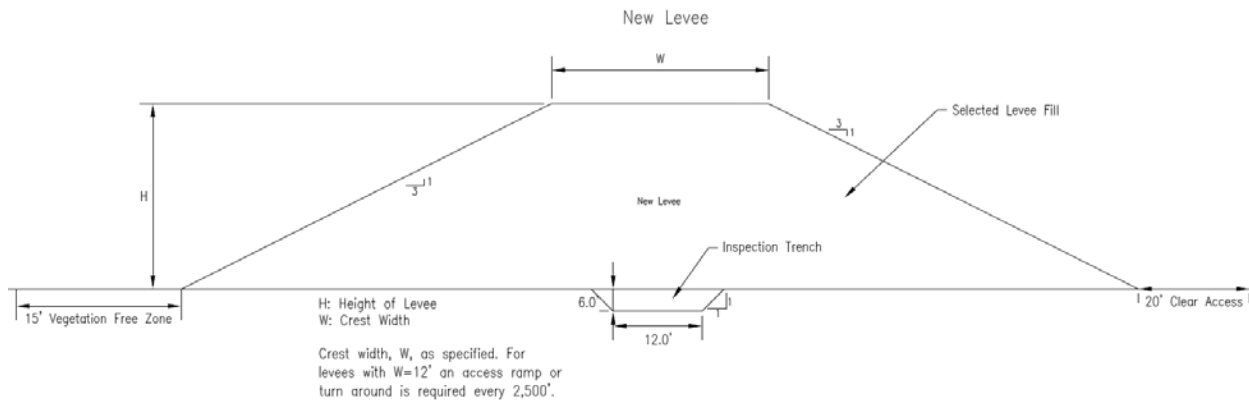 New Levee
W
3
1
Selected Levee Fill
H
1
3
New Levee
Inspection Trench
6.0'
1
1
15' Vegetation Free Zone
20' Clear Access
12.0'
H: Height of Levee
W: Crest Width
Crest width, W, as specified. For
levees with W=12' an access ramp or
turn around is required every 2,500'.